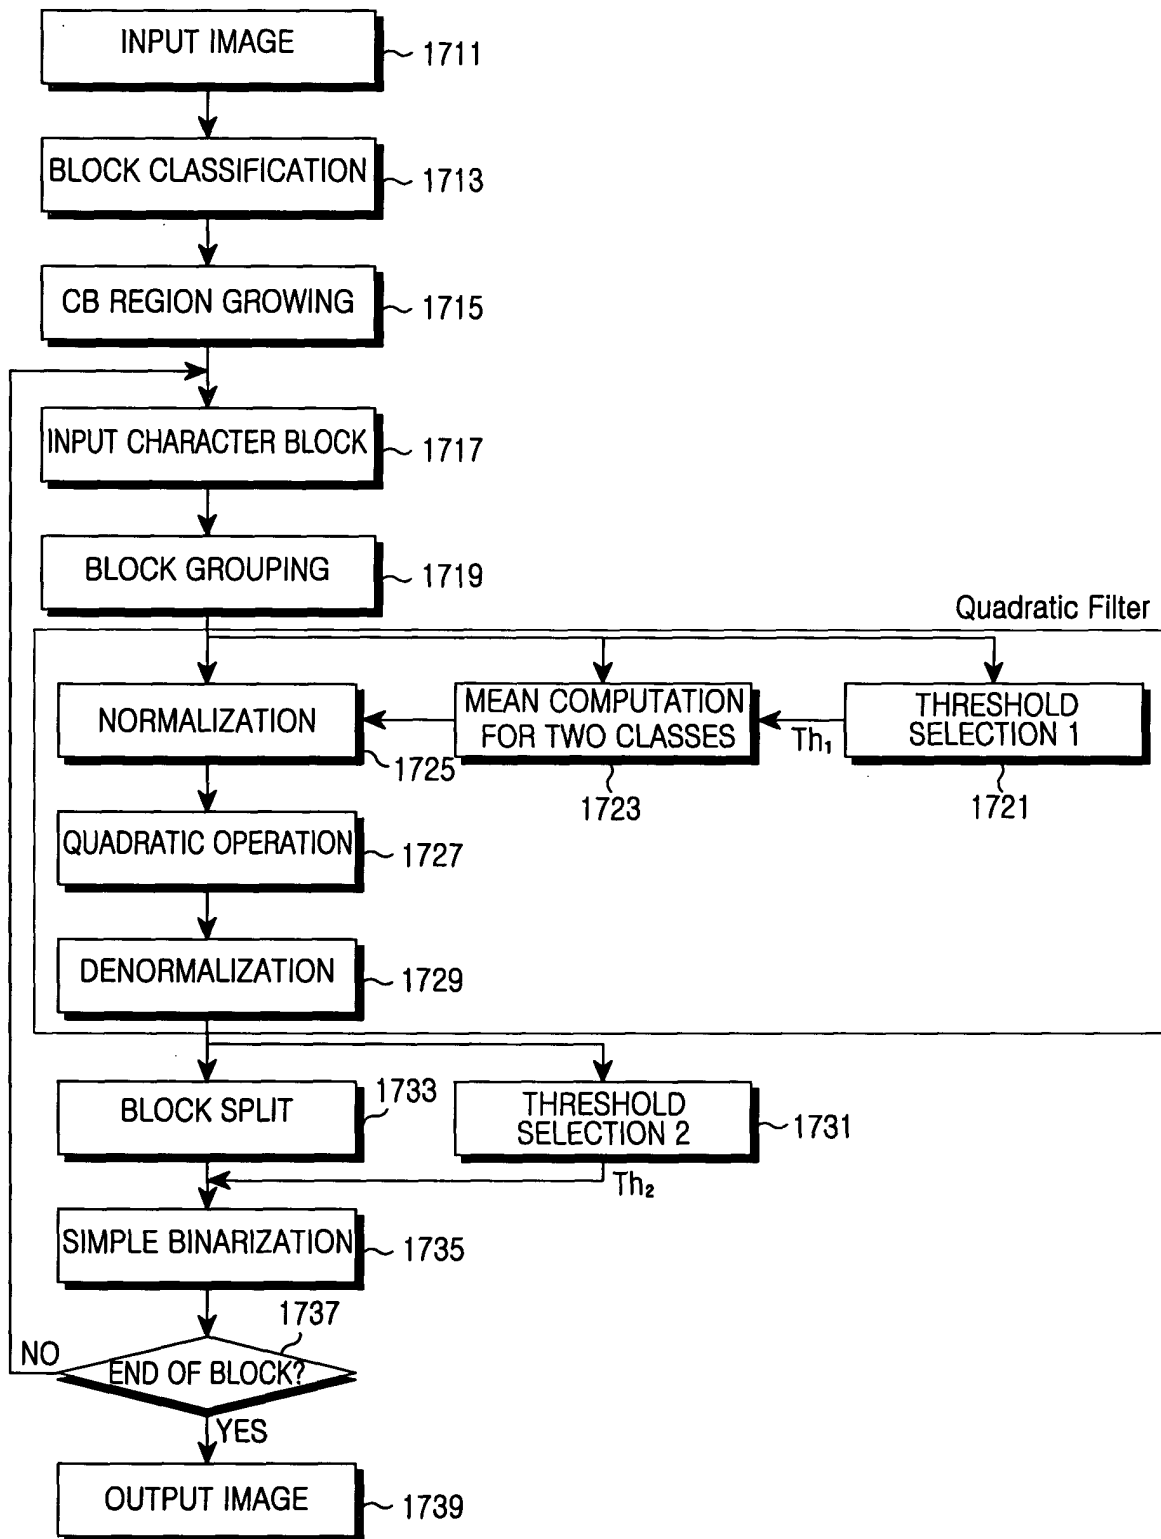 INPUT IMAGE
1711
BLOCK CLASSIFICATION
1713
CB REGION GROWING
1715
INPUT CHARACTER BLOCK
1717
BLOCK GROUPING
1719
Quadratic Filter
NORMALIZATION
1725
MEAN COMPUTATION
FOR TWO CLASSES
1723
Th₁
THRESHOLD
SELECTION 1
1721
QUADRATIC OPERATION
1727
DENORMALIZATION
1729
BLOCK SPLIT
1733
THRESHOLD
SELECTION 2
1731
Th₂
SIMPLE BINARIZATION
1735
1737
NO
END OF BLOCK?
YES
OUTPUT IMAGE
1739